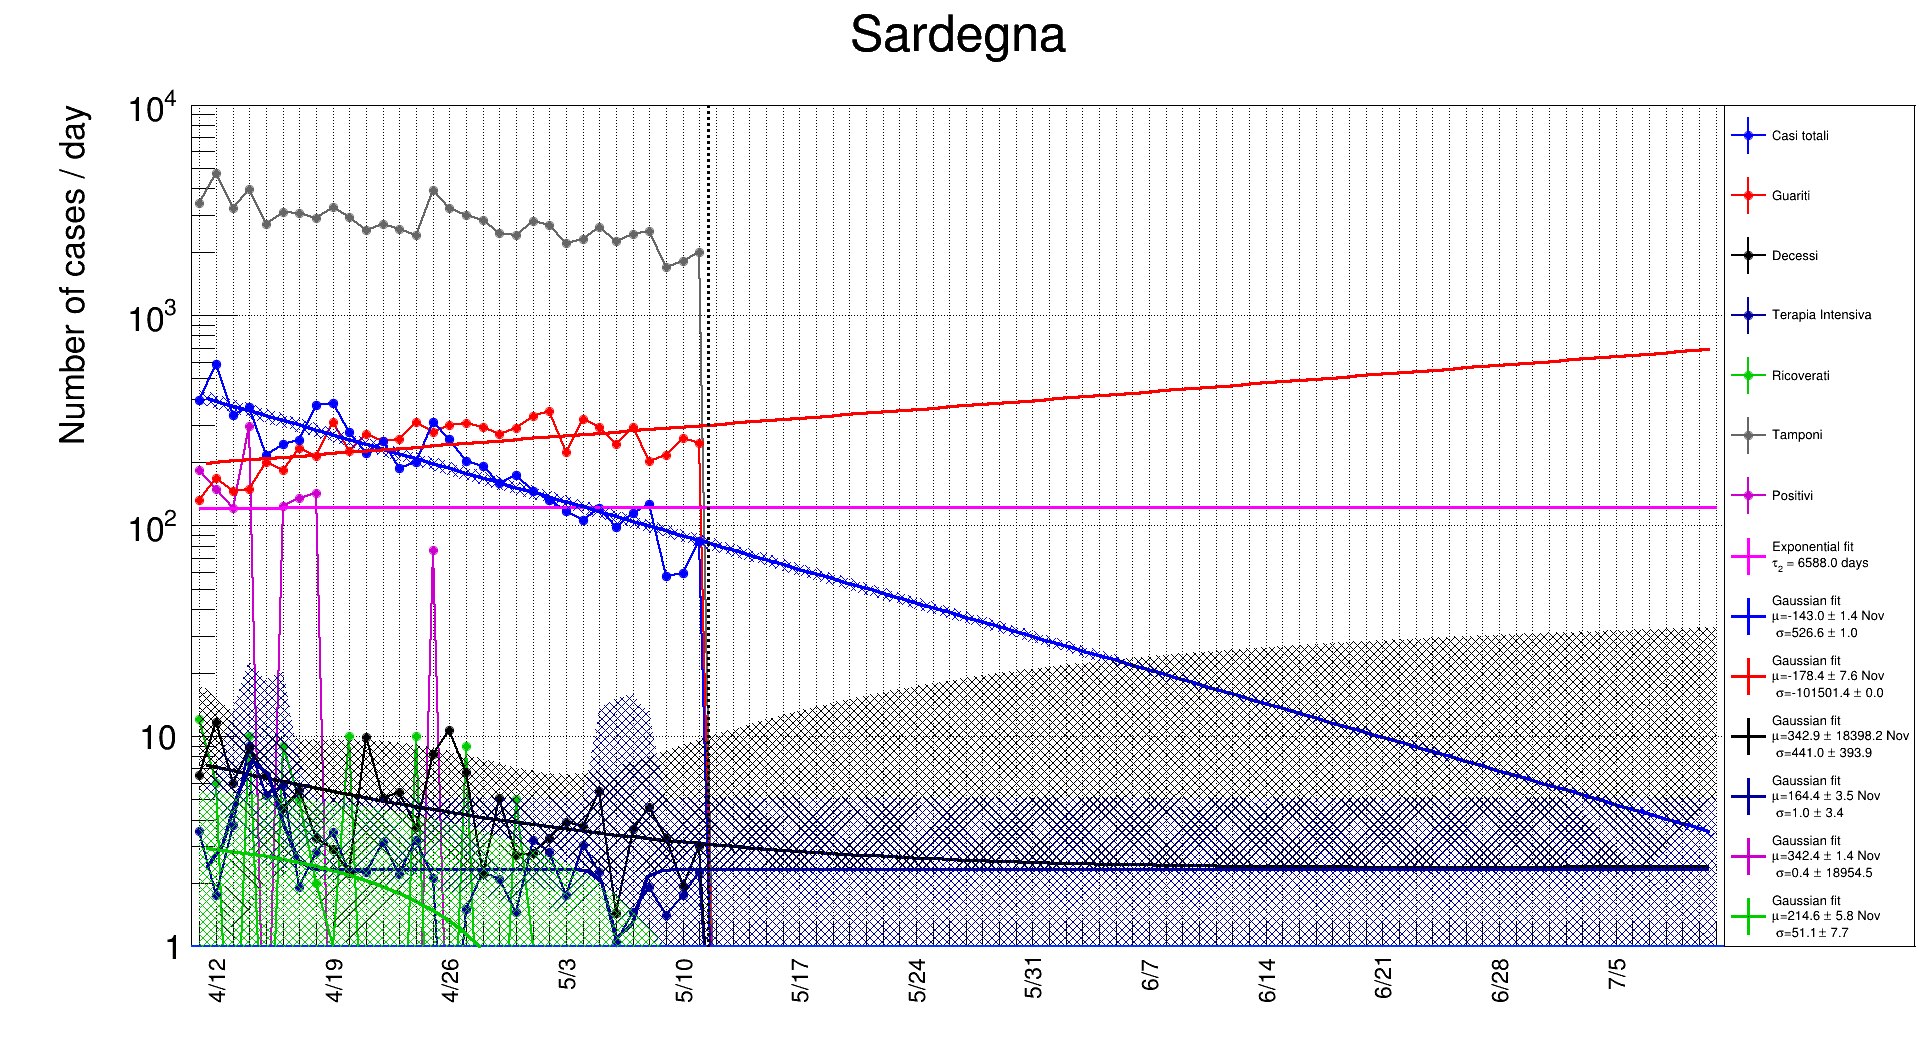 Sardegna
Number of cases / day
10^4
10^3
10^2
10
1
4/12
4/19
4/26
5/3
5/10
5/17
5/24
5/31
6/7
6/14
6/21
6/28
7/5
Casi totali
Guariti
Decessi
Terapia Intensiva
Ricoverati
Tamponi
Positivi
Exponential fit
τ₂ = 6588.0 days
Gaussian fit
μ=-143.0 ± 1.4 Nov
σ=526.6 ± 1.0
Gaussian fit
μ=-178.4 ± 7.6 Nov
σ=-101501.4 ± 0.0
Gaussian fit
μ=342.9 ± 18398.2 Nov
σ=441.0 ± 393.9
Gaussian fit
μ=164.4 ± 3.5 Nov
σ=1.0 ± 3.4
Gaussian fit
μ=342.4 ± 1.4 Nov
σ=0.4 ± 18954.5
Gaussian fit
μ=214.6 ± 5.8 Nov
σ=51.1 ± 7.7